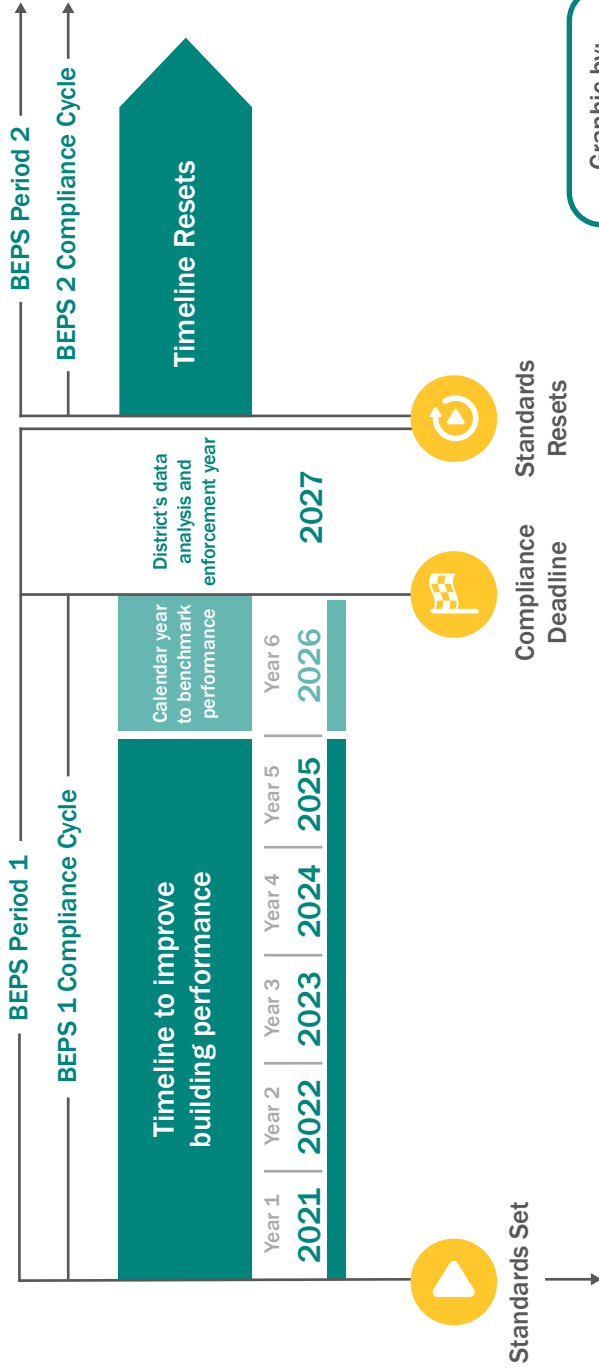 BEPS Period 1
BEPS Period 2
BEPS 1 Compliance Cycle
BEPS 2 Compliance Cycle
Timeline to improve
building performance
Calendar year
to benchmark
performance
District's data
analysis and
enforcement year
Timeline Resets
Year 1
Year 2
Year 3
Year 4
Year 5
Year 6
2021
2022
2023
2024
2025
2026
2027
Standards Set
Compliance
Deadline
Standards
Resets
Graphic by: